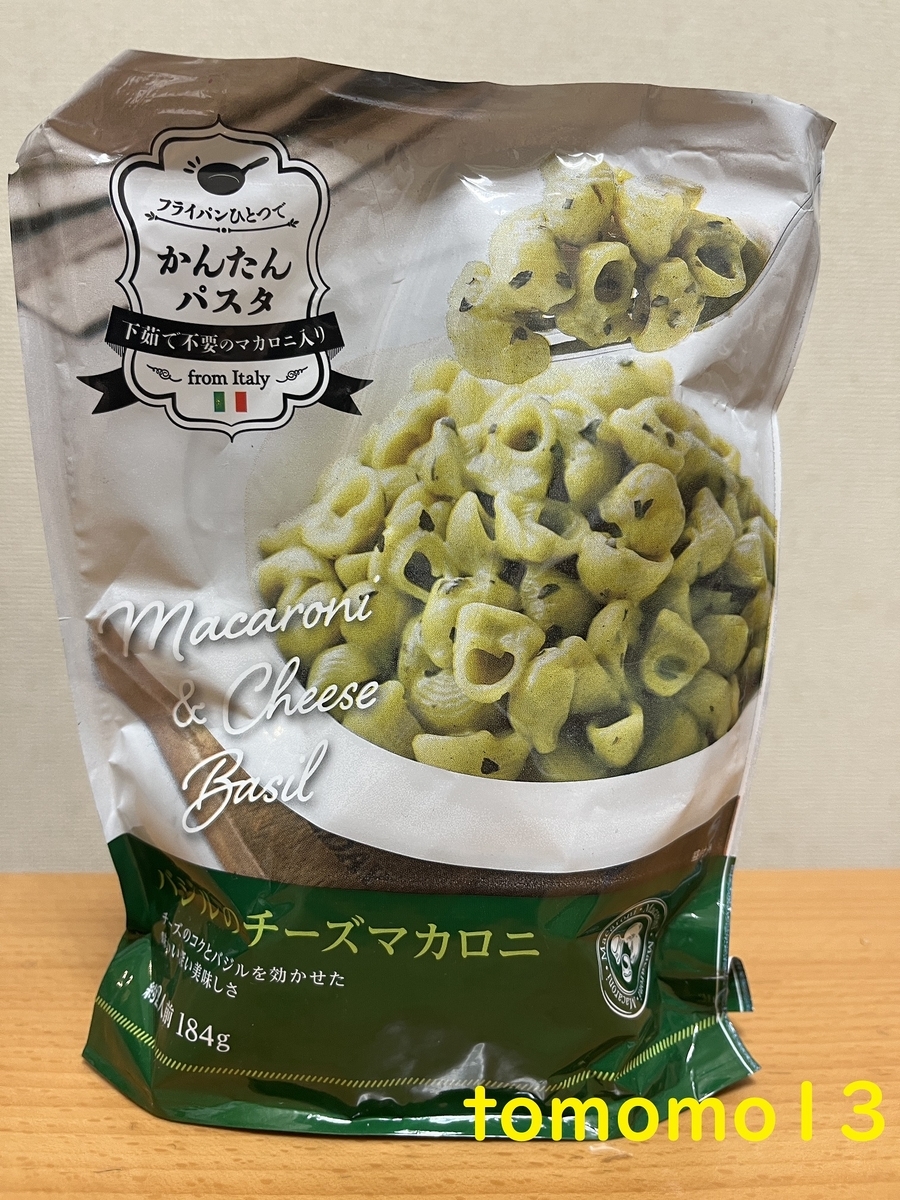 フライパンひとつで
かんたん
パスタ
下茹で不要のマカロニ入り
from Italy
Macaroni
& Cheese
Basil
バジルのチーズマカロニ
チーズのコクとバジルを効かせた
美味しさ
184g
tomomo13